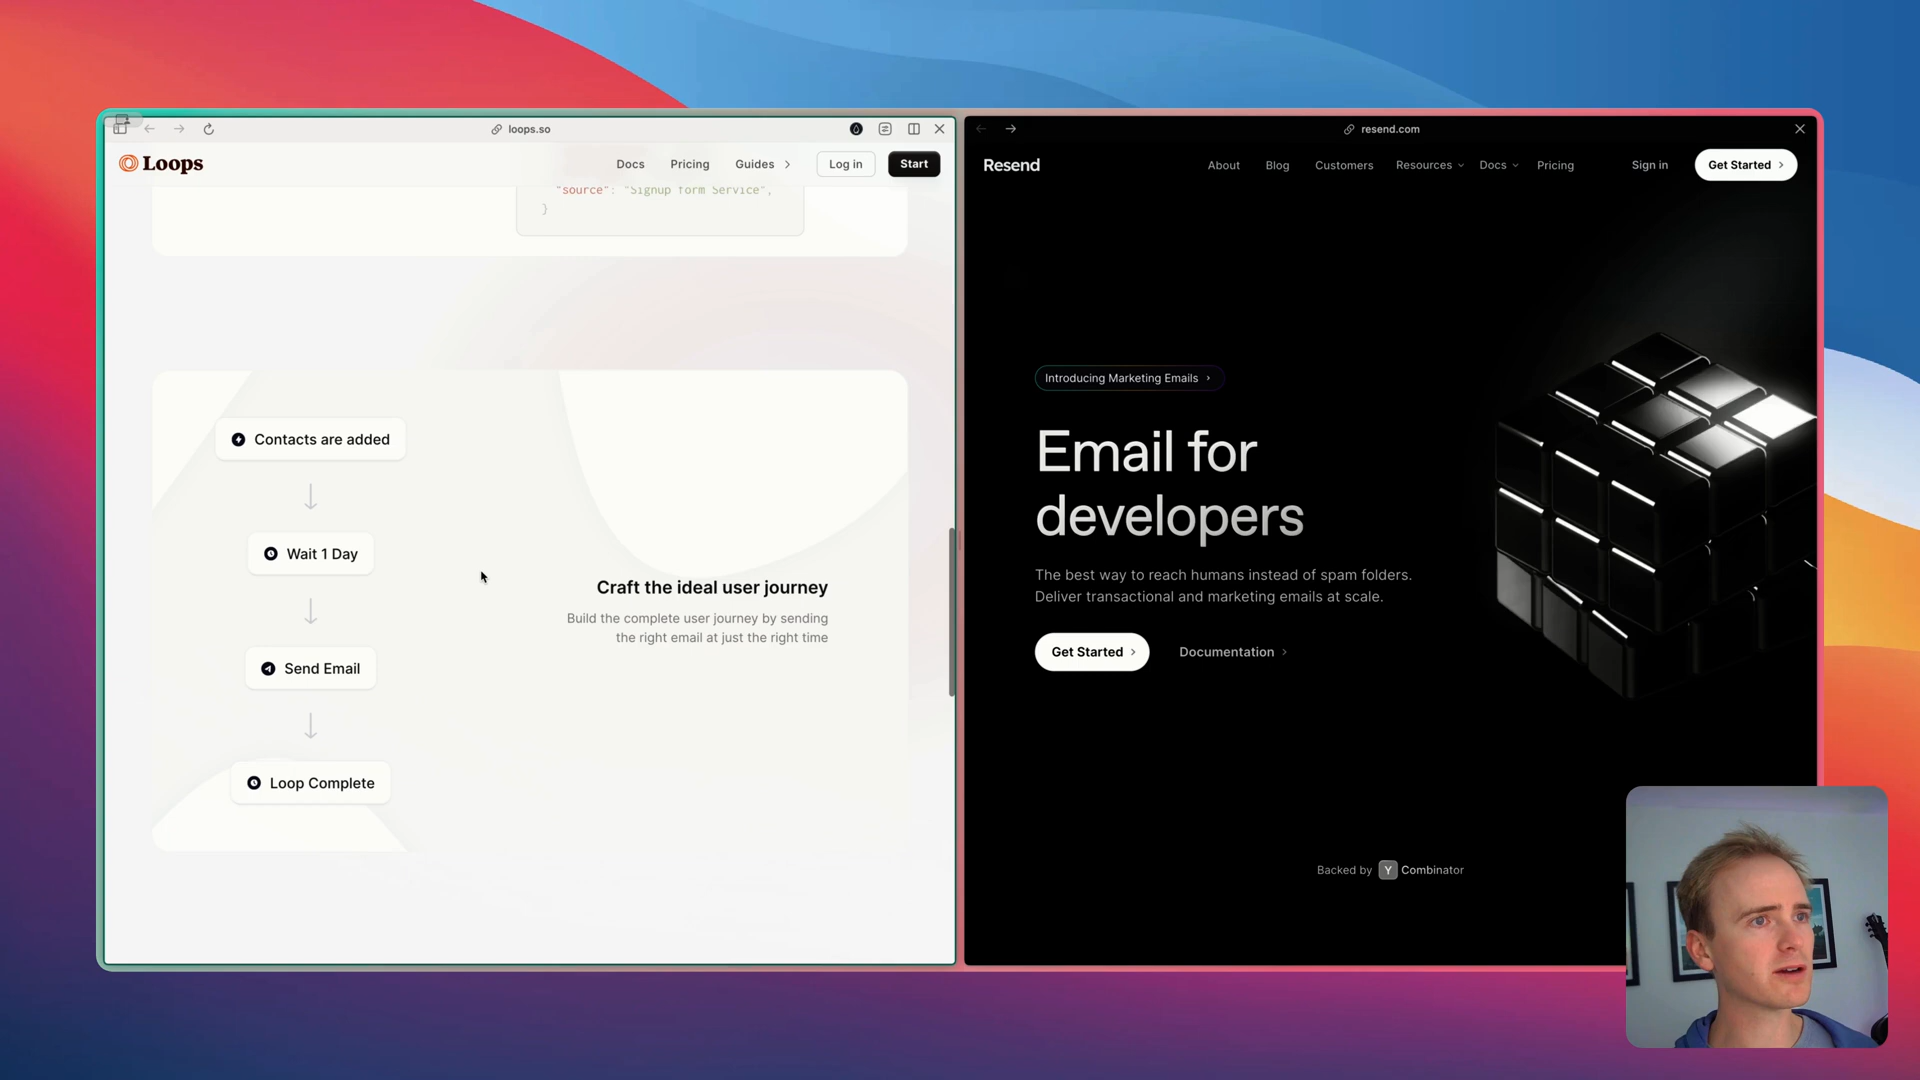 loops.so
Loops
Docs
Pricing
Guides
Log in
Start
"source": "Signup form Service",
}
Contacts are added
Wait 1 Day
Send Email
Loop Complete
Craft the ideal user journey
Build the complete user journey by sending
the right email at just the right time
resend.com
Resend
About
Blog
Customers
Resources
Docs
Pricing
Sign in
Get Started
Introducing Marketing Emails
Email for
developers
The best way to reach humans instead of spam folders.
Deliver transactional and marketing emails at scale.
Get Started
Documentation
Backed by Y Combinator